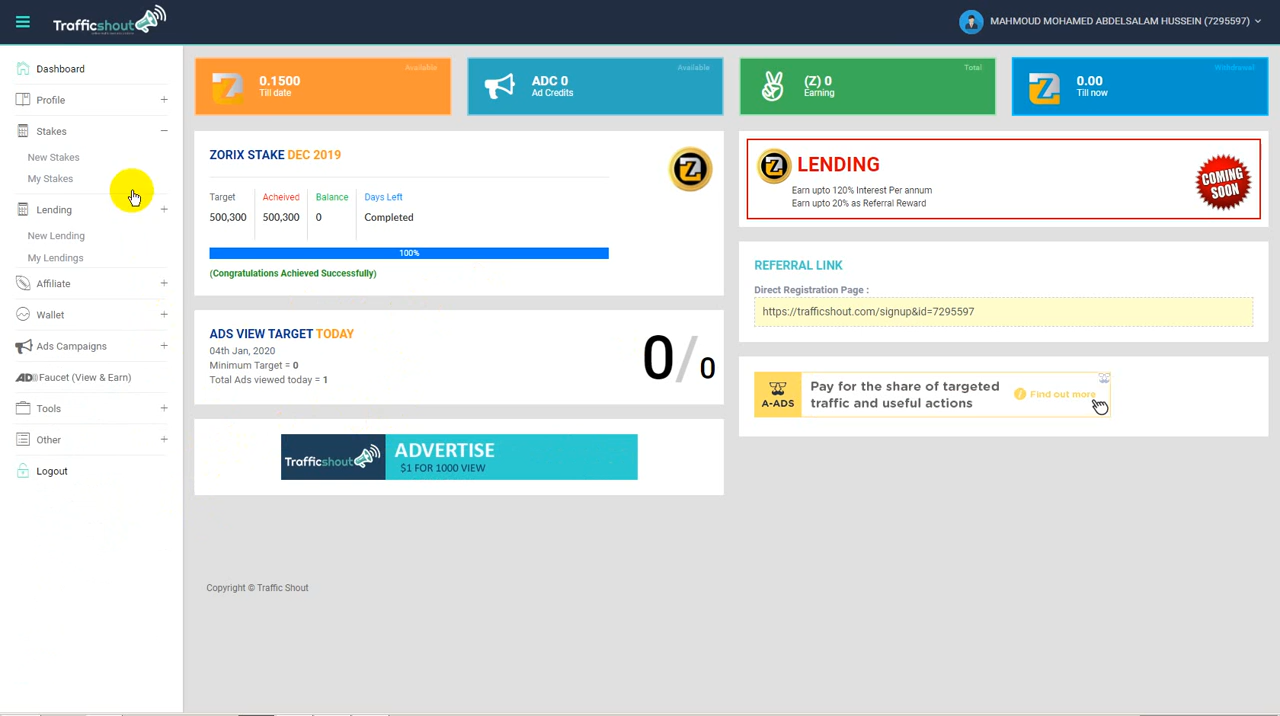 Trafficshout
MAHMOUD MOHAMED ABDELSALAM HUSSEIN (7295597)
Dashboard
Profile
Stakes
New Stakes
My Stakes
Lending
New Lending
My Lendings
Affiliate
Wallet
Ads Campaigns
AD Faucet (View & Earn)
Tools
Other
Logout
Available
0.1500
Till date
Available
ADC 0
Ad Credits
Total
(Z) 0
Earning
Withdrawal
0.00
Till now
ZORIX STAKE DEC 2019
Target Acheived Balance Days Left
500,300 500,300 0 Completed
100%
(Congratulations Achieved Successfully)
ADS VIEW TARGET TODAY
04th Jan, 2020
Minimum Target = 0
Total Ads viewed today = 1
0/0
Trafficshout
ADVERTISE
$1 FOR 1000 VIEW
LENDING
Earn upto 120% Interest Per annum
Earn upto 20% as Referral Reward
COMING
SOON
REFERRAL LINK
Direct Registration Page :
https://trafficshout.com/signup&id=7295597
A-ADS
Pay for the share of targeted
traffic and useful actions
Find out more
Copyright © Traffic Shout